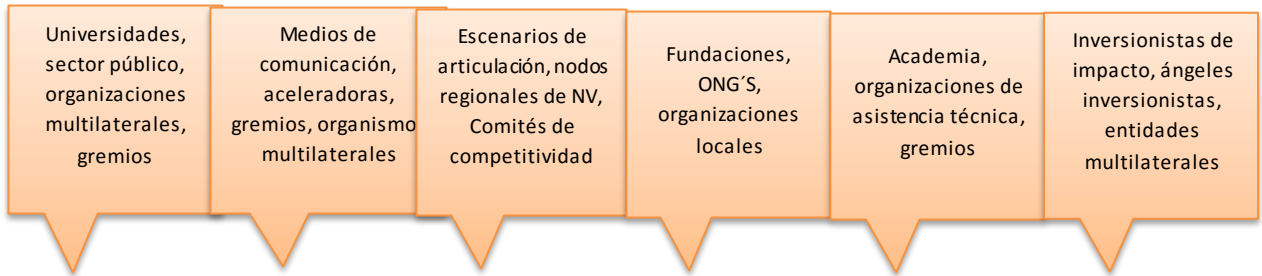 Universidades,
sector público,
organizaciones
multilaterales,
gremios
Medios de
comunicación,
aceleradoras,
gremios, organismo
multilaterales
Escenarios de
articulación, nodos
regionales de NV,
Comités de
competitividad
Fundaciones,
ONG´S,
organizaciones
locales
Academia,
organizaciones de
asistencia técnica,
gremios
Inversionistas de
impacto, ángeles
inversionistas,
entidades
multilaterales